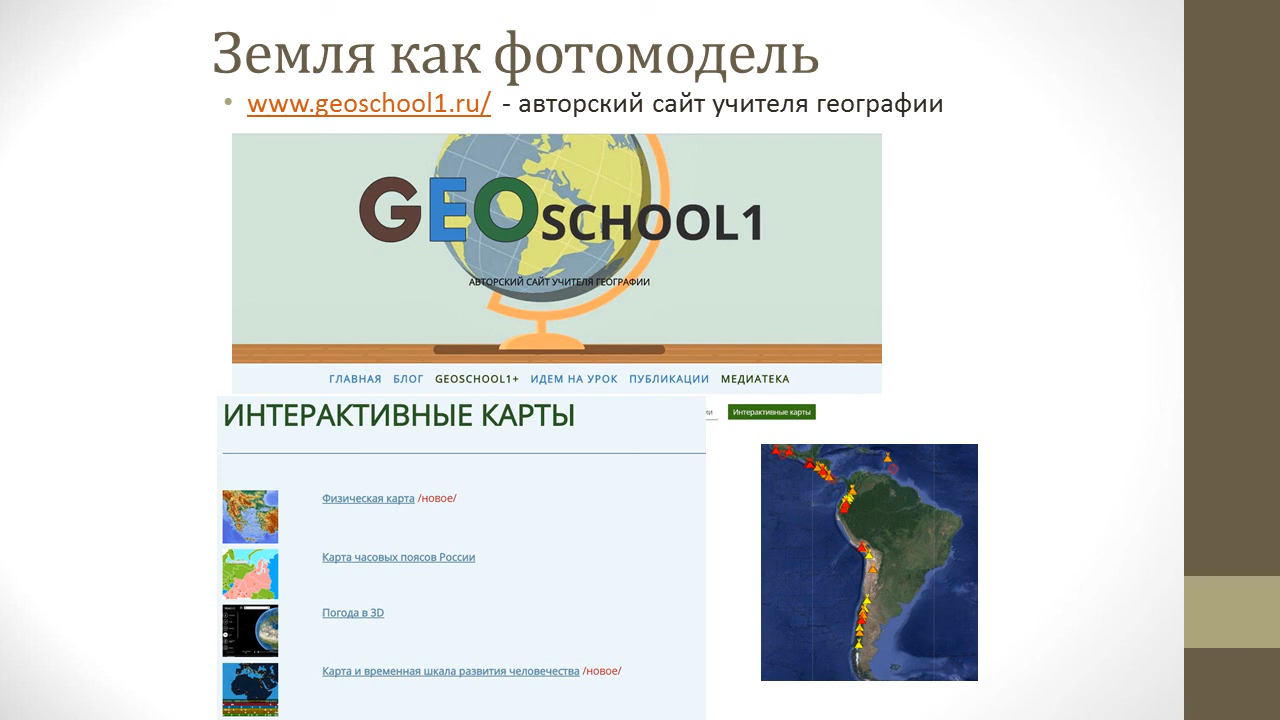 Земля как фотомодель
• www.geoschool1.ru/ - авторский сайт учителя географии
GEOSCHOOL1
АВТОРСКИЙ САЙТ УЧИТЕЛЯ ГЕОГРАФИИ
ГЛАВНАЯ БЛОГ GEOSCHOOL1+ ИДЕМ НА УРОК ПУБЛИКАЦИИ МЕДИАТЕКА
Интерактивные карты
ИНТЕРАКТИВНЫЕ КАРТЫ
Физическая карта /новое/
Карта часовых поясов России
Погода в 3D
Карта и временная шкала развития человечества /новое/